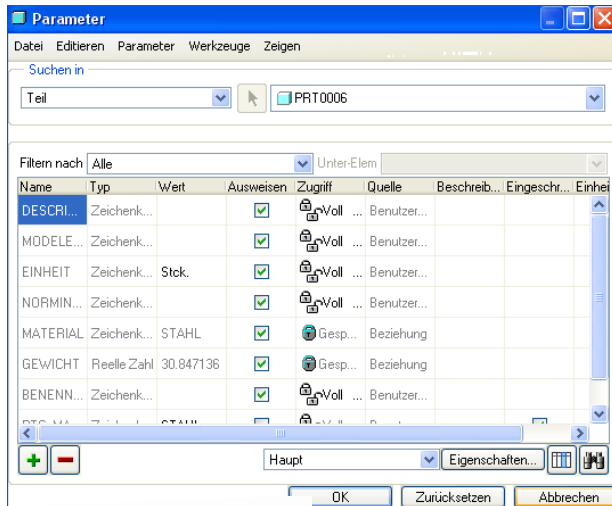 Parameter
Datei Editieren Parameter Werkzeuge Zeigen
Suchen in
Teil PRT0006
Filtern nach Alle Unter-Elem
Name Typ Wert Ausweisen Zugriff Quelle Beschreib... Eingeschr... Einhei
DESCRI... Zeichenk... Voll ... Benutzer...
MODELE... Zeichenk... Voll ... Benutzer...
EINHEIT Zeichenk... Stck. Voll ... Benutzer...
NORMIN... Zeichenk... Voll ... Benutzer...
MATERIAL Zeichenk... STAHL Gesp... Beziehung
GEWICHT Reelle Zahl 30.847136 Gesp... Beziehung
BENENN... Zeichenk... Voll ... Benutzer...
Haupt Eigenschaften...
OK Zurücksetzen Abbrechen